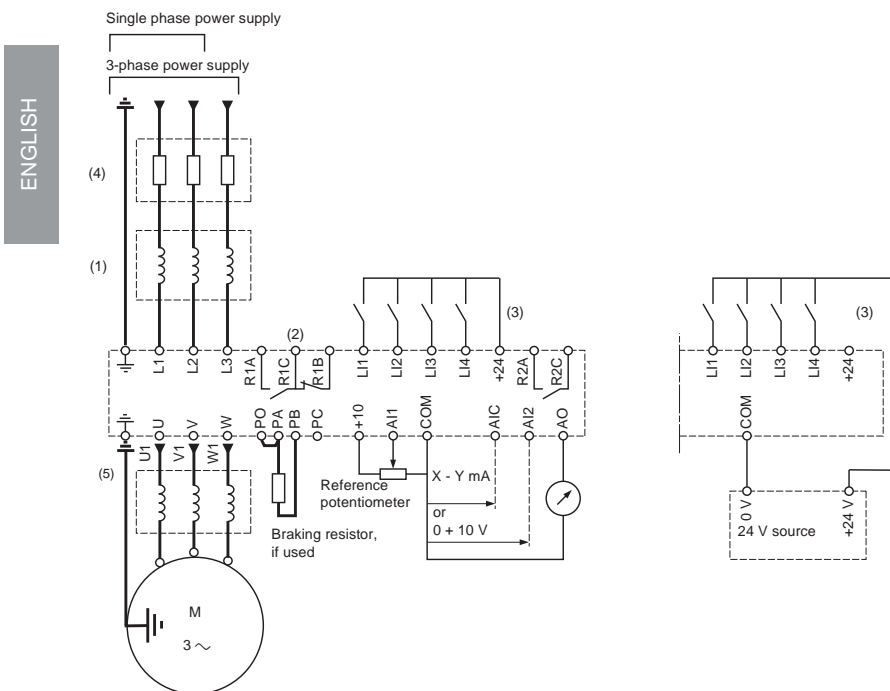 Single phase power supply
3-phase power supply
ENGLISH
(4)
(1)
(2)
(3)
(3)
L1
L2
L3
R1A
R1C
R1B
LI1
LI2
LI3
LI4
+24
R2A
R2C
LI1
LI2
LI3
LI4
+24
U
V
W
PO
PA
PB
PC
+10
AI1
COM
AIC
AI2
AO
COM
(5)
U1
V1
W1
Reference
potentiometer
X - Y mA
or
0 + 10 V
Braking resistor,
if used
0 V
24 V source
+24 V
M
3 ~